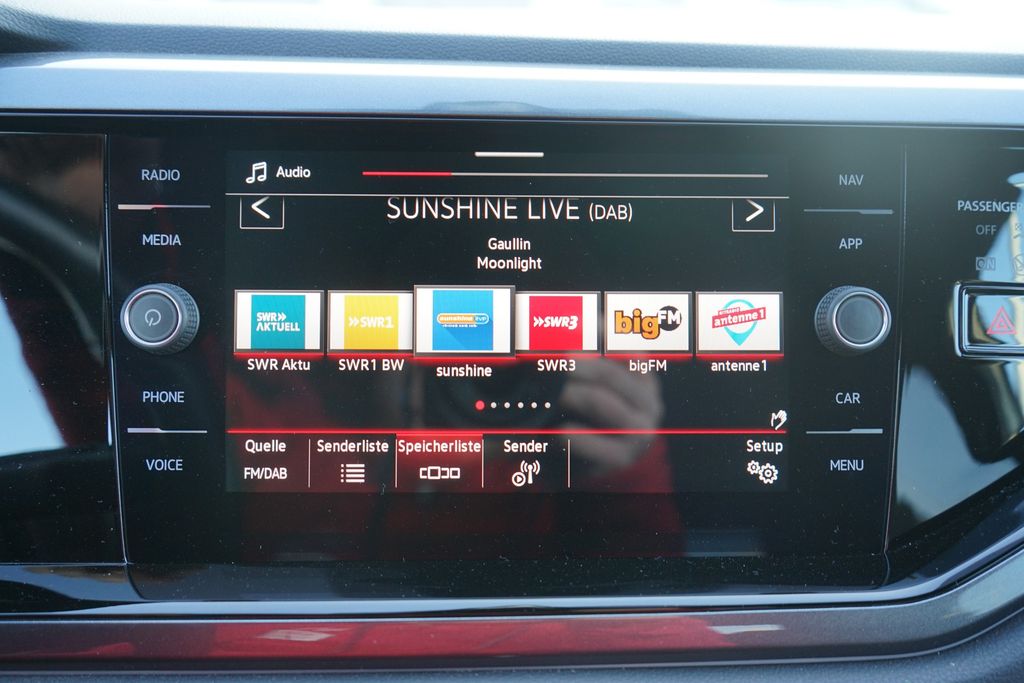 RADIO
MEDIA
PHONE
VOICE
Audio
SUNSHINE LIVE (DAB)
Gaullin
Moonlight
SWR>>
AKTUELL
>>SWR1
sunshine live
>>SWR3
bigFM
HITRADIO
antenne 1
SWR Aktu
SWR1 BW
sunshine
SWR3
bigFM
antenne1
Quelle
FM/DAB
Senderliste
Speicherliste
Sender
Setup
NAV
APP
CAR
MENU
PASSENGER
OFF
ON